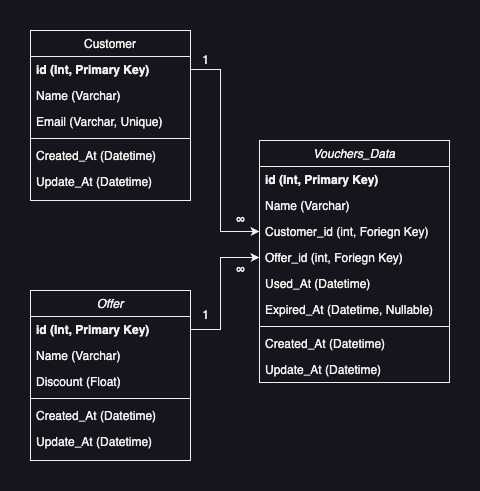 Customer
id (Int, Primary Key)
Name (Varchar)
Email (Varchar, Unique)
Created_At (Datetime)
Update_At (Datetime)
1
∞
Vouchers_Data
id (Int, Primary Key)
Name (Varchar)
Customer_id (int, Foriegn Key)
Offer_id (int, Foriegn Key)
Used_At (Datetime)
Expired_At (Datetime, Nullable)
Created_At (Datetime)
Update_At (Datetime)
∞
1
Offer
id (Int, Primary Key)
Name (Varchar)
Discount (Float)
Created_At (Datetime)
Update_At (Datetime)